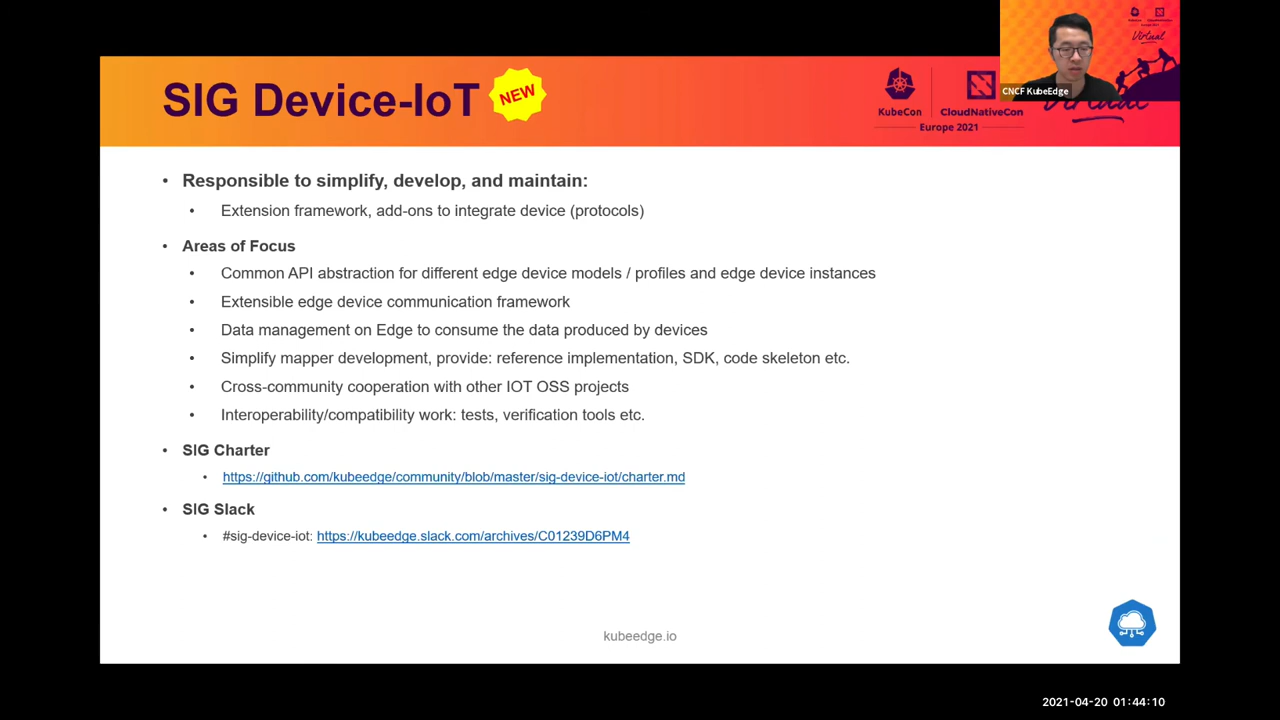 SIG Device-IoT
NEW
KubeCon
CloudNativeCon
Europe 2021
Virtual
KubeCon
CloudNativeCon
Europe 2021
Virtual
CNCF KubeEdge
• Responsible to simplify, develop, and maintain:
• Extension framework, add-ons to integrate device (protocols)
• Areas of Focus
• Common API abstraction for different edge device models / profiles and edge device instances
• Extensible edge device communication framework
• Data management on Edge to consume the data produced by devices
• Simplify mapper development, provide: reference implementation, SDK, code skeleton etc.
• Cross-community cooperation with other IOT OSS projects
• Interoperability/compatibility work: tests, verification tools etc.
• SIG Charter
• https://github.com/kubeedge/community/blob/master/sig-device-iot/charter.md
• SIG Slack
• #sig-device-iot: https://kubeedge.slack.com/archives/C01239D6PM4
kubeedge.io
2021-04-20 01:44:10